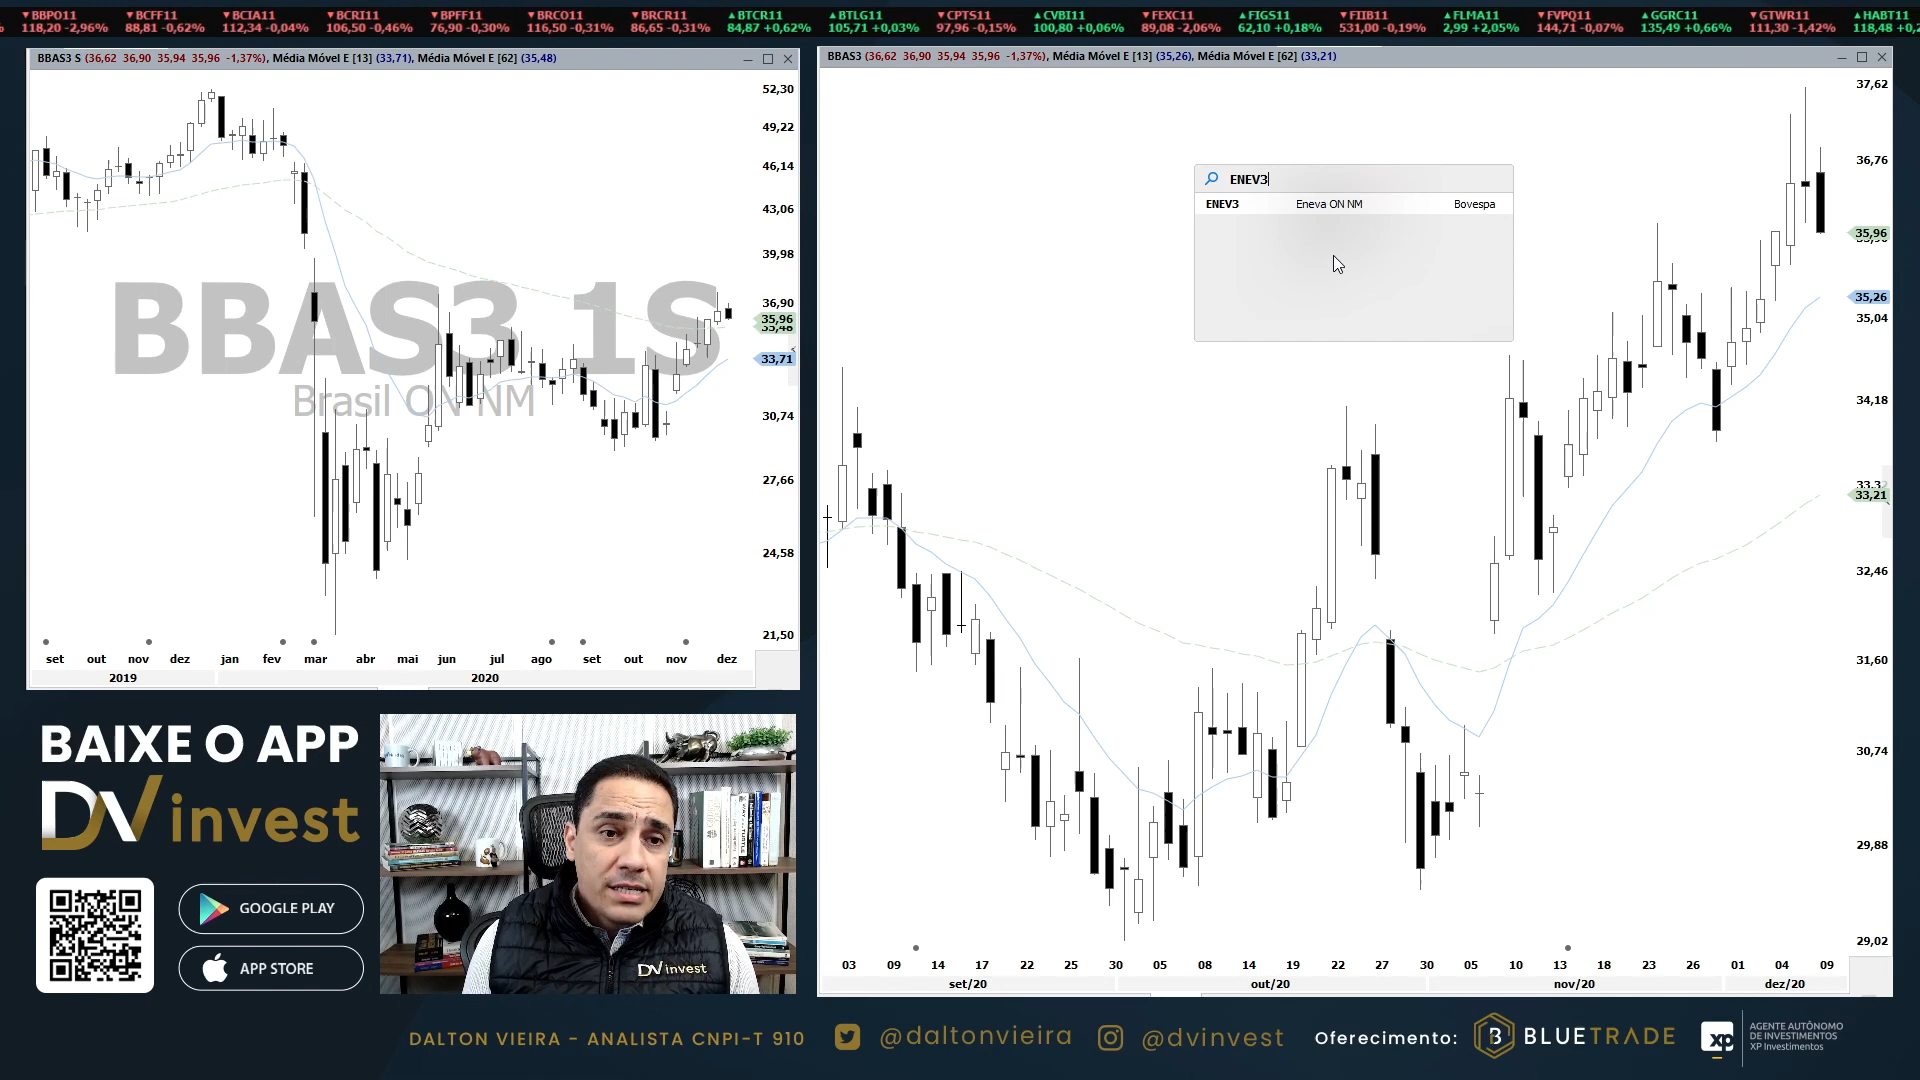 ▼BBPO11 ▼BCFF11 ▼BCIA11 ▼BCRI11 ▼BPFF11 ▼BRCO11 ▼BRCR11 ▲BTCR11 ▲BTLG11 ▼CPTS11 ▲CVBI11 ▼FEXC11 ▲FIGS11 ▼FIIB11 ▲FLMA11 ▼FVPQ11 ▲GGRC11 ▼GTWR11 ▲HABT11
118,20 -2,96% 88,81 -0,62% 112,34 -0,04% 106,50 -0,46% 76,90 -0,30% 116,50 -0,31% 86,65 -0,31% 84,87 +0,62% 105,71 +0,03% 97,96 -0,15% 100,80 +0,06% 89,08 -2,06% 62,10 +0,18% 531,00 -0,19% 2,99 +2,05% 144,71 -0,07% 135,49 +0,66% 111,30 -1,42% 118,48
BBAS3 S (36,62 36,90 35,94 35,96 -1,37%), Média Móvel E [13] (33,71), Média Móvel E [62] (35,48)
52,30
49,22
46,14
43,06
39,98
36,90
35,96
35,48
33,71
30,74
27,66
24,58
21,50
BBAS3 1S
Brasil ON NM
set out nov dez jan fev mar abr mai jun jul ago set out nov dez
2019 2020
BBAS3 (36,62 36,90 35,94 35,96 -1,37%), Média Móvel E [13] (35,26), Média Móvel E [62] (33,21)
ENEV3
ENEV3 Eneva ON NM Bovespa
37,62
36,76
35,96
35,26
35,04
34,18
33,21
32,46
31,60
30,74
29,88
29,02
03 09 14 17 22 25 30 05 08 14 19 22 27 30 05 10 13 18 23 26 01 04 09
set/20 out/20 nov/20 dez/20
BAIXE O APP
DV invest
GOOGLE PLAY
APP STORE
DV invest
DALTON VIEIRA - ANALISTA CNPI-T 910 @daltonvieira @dvinvest Oferecimento: BLUETRADE
xp AGENTE AUTÔNOMO
DE INVESTIMENTOS
XP Investimentos